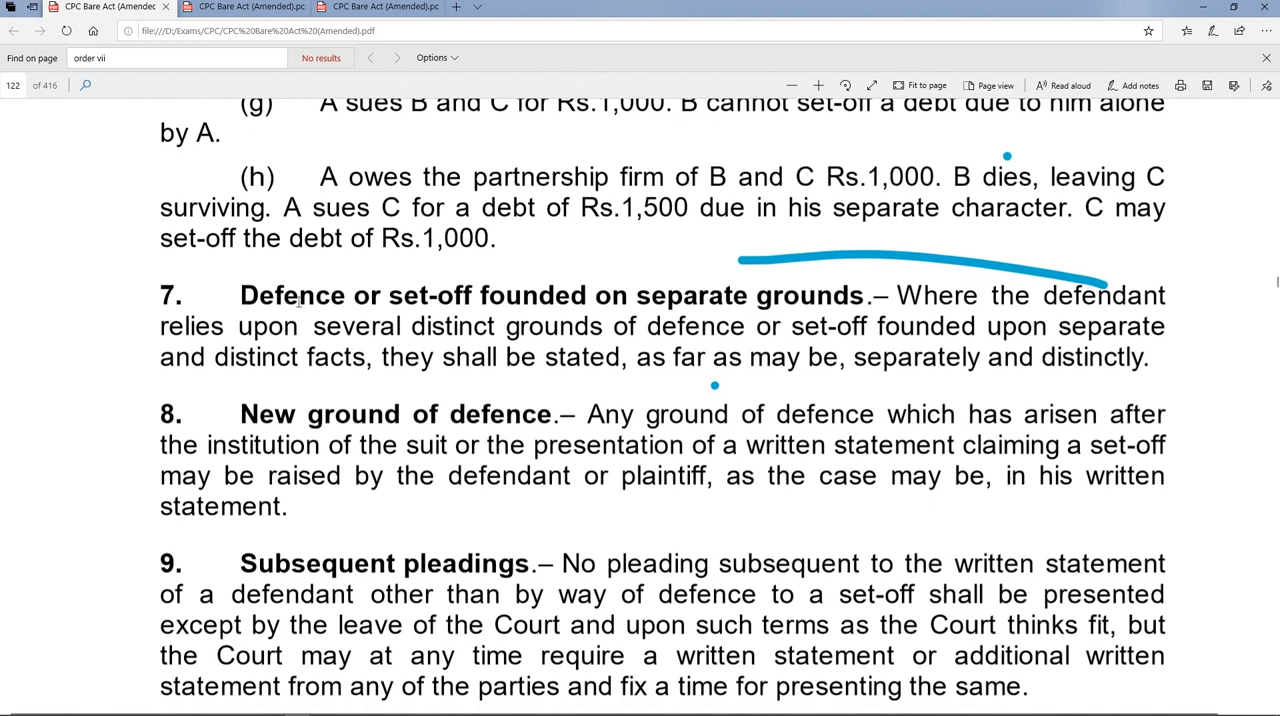 CPC Bare Act (Amended
CPC Bare Act (Amended).pc
CPC Bare Act (Amended).pc
file:///D:/Exams/CPC/CPC%20Bare%20Act%20(Amended).pdf
Find on page
order vii
No results
Options
122 of 416
Fit to page
Page view
Read aloud
Add notes
(g) A sues B and C for Rs.1,000. B cannot set-off a debt due to him alone
by A.
(h) A owes the partnership firm of B and C Rs.1,000. B dies, leaving C
surviving. A sues C for a debt of Rs.1,500 due in his separate character. C may
set-off the debt of Rs.1,000.
7. Defence or set-off founded on separate grounds.– Where the defendant
relies upon several distinct grounds of defence or set-off founded upon separate
and distinct facts, they shall be stated, as far as may be, separately and distinctly.
8. New ground of defence.– Any ground of defence which has arisen after
the institution of the suit or the presentation of a written statement claiming a set-off
may be raised by the defendant or plaintiff, as the case may be, in his written
statement.
9. Subsequent pleadings.– No pleading subsequent to the written statement
of a defendant other than by way of defence to a set-off shall be presented
except by the leave of the Court and upon such terms as the Court thinks fit, but
the Court may at any time require a written statement or additional written
statement from any of the parties and fix a time for presenting the same.